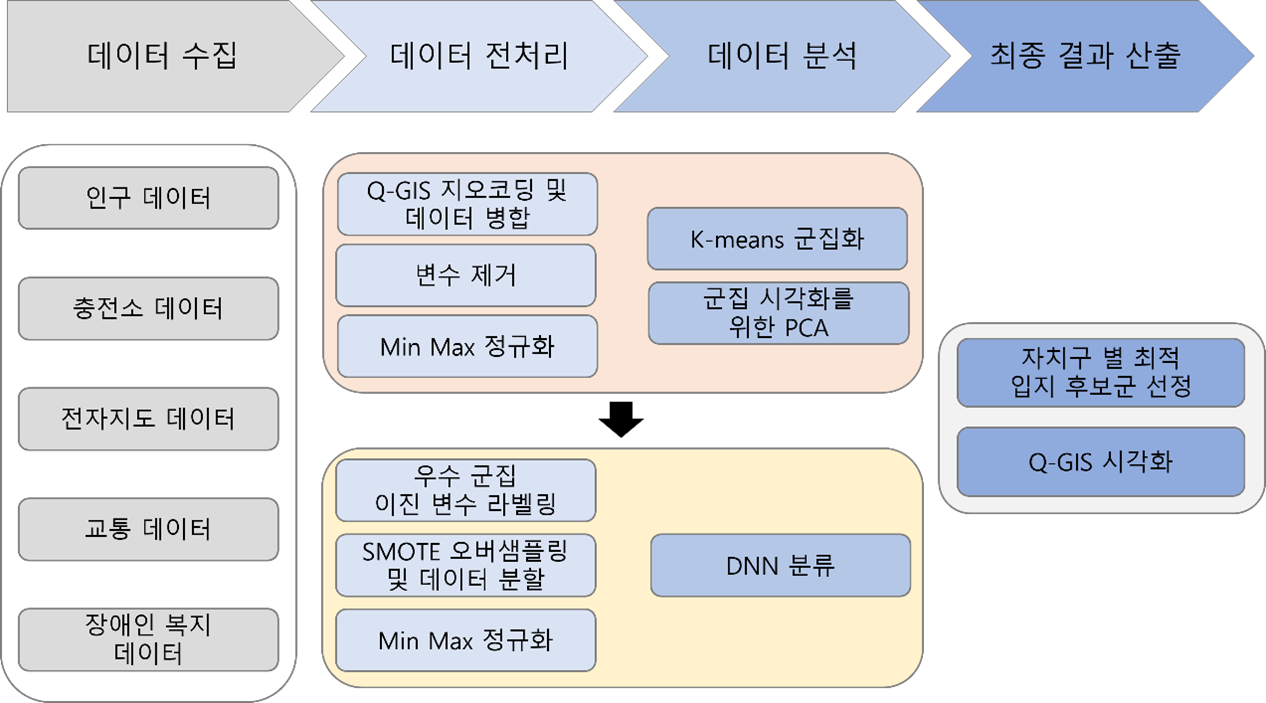 데이터 수집
데이터 전처리
데이터 분석
최종 결과 산출
인구 데이터
충전소 데이터
전자지도 데이터
교통 데이터
장애인 복지
데이터
Q-GIS 지오코딩 및
데이터 병합
변수 제거
Min Max 정규화
K-means 군집화
군집 시각화를
위한 PCA
우수 군집
이진 변수 라벨링
SMOTE 오버샘플링
및 데이터 분할
Min Max 정규화
DNN 분류
자치구 별 최적
입지 후보군 선정
Q-GIS 시각화